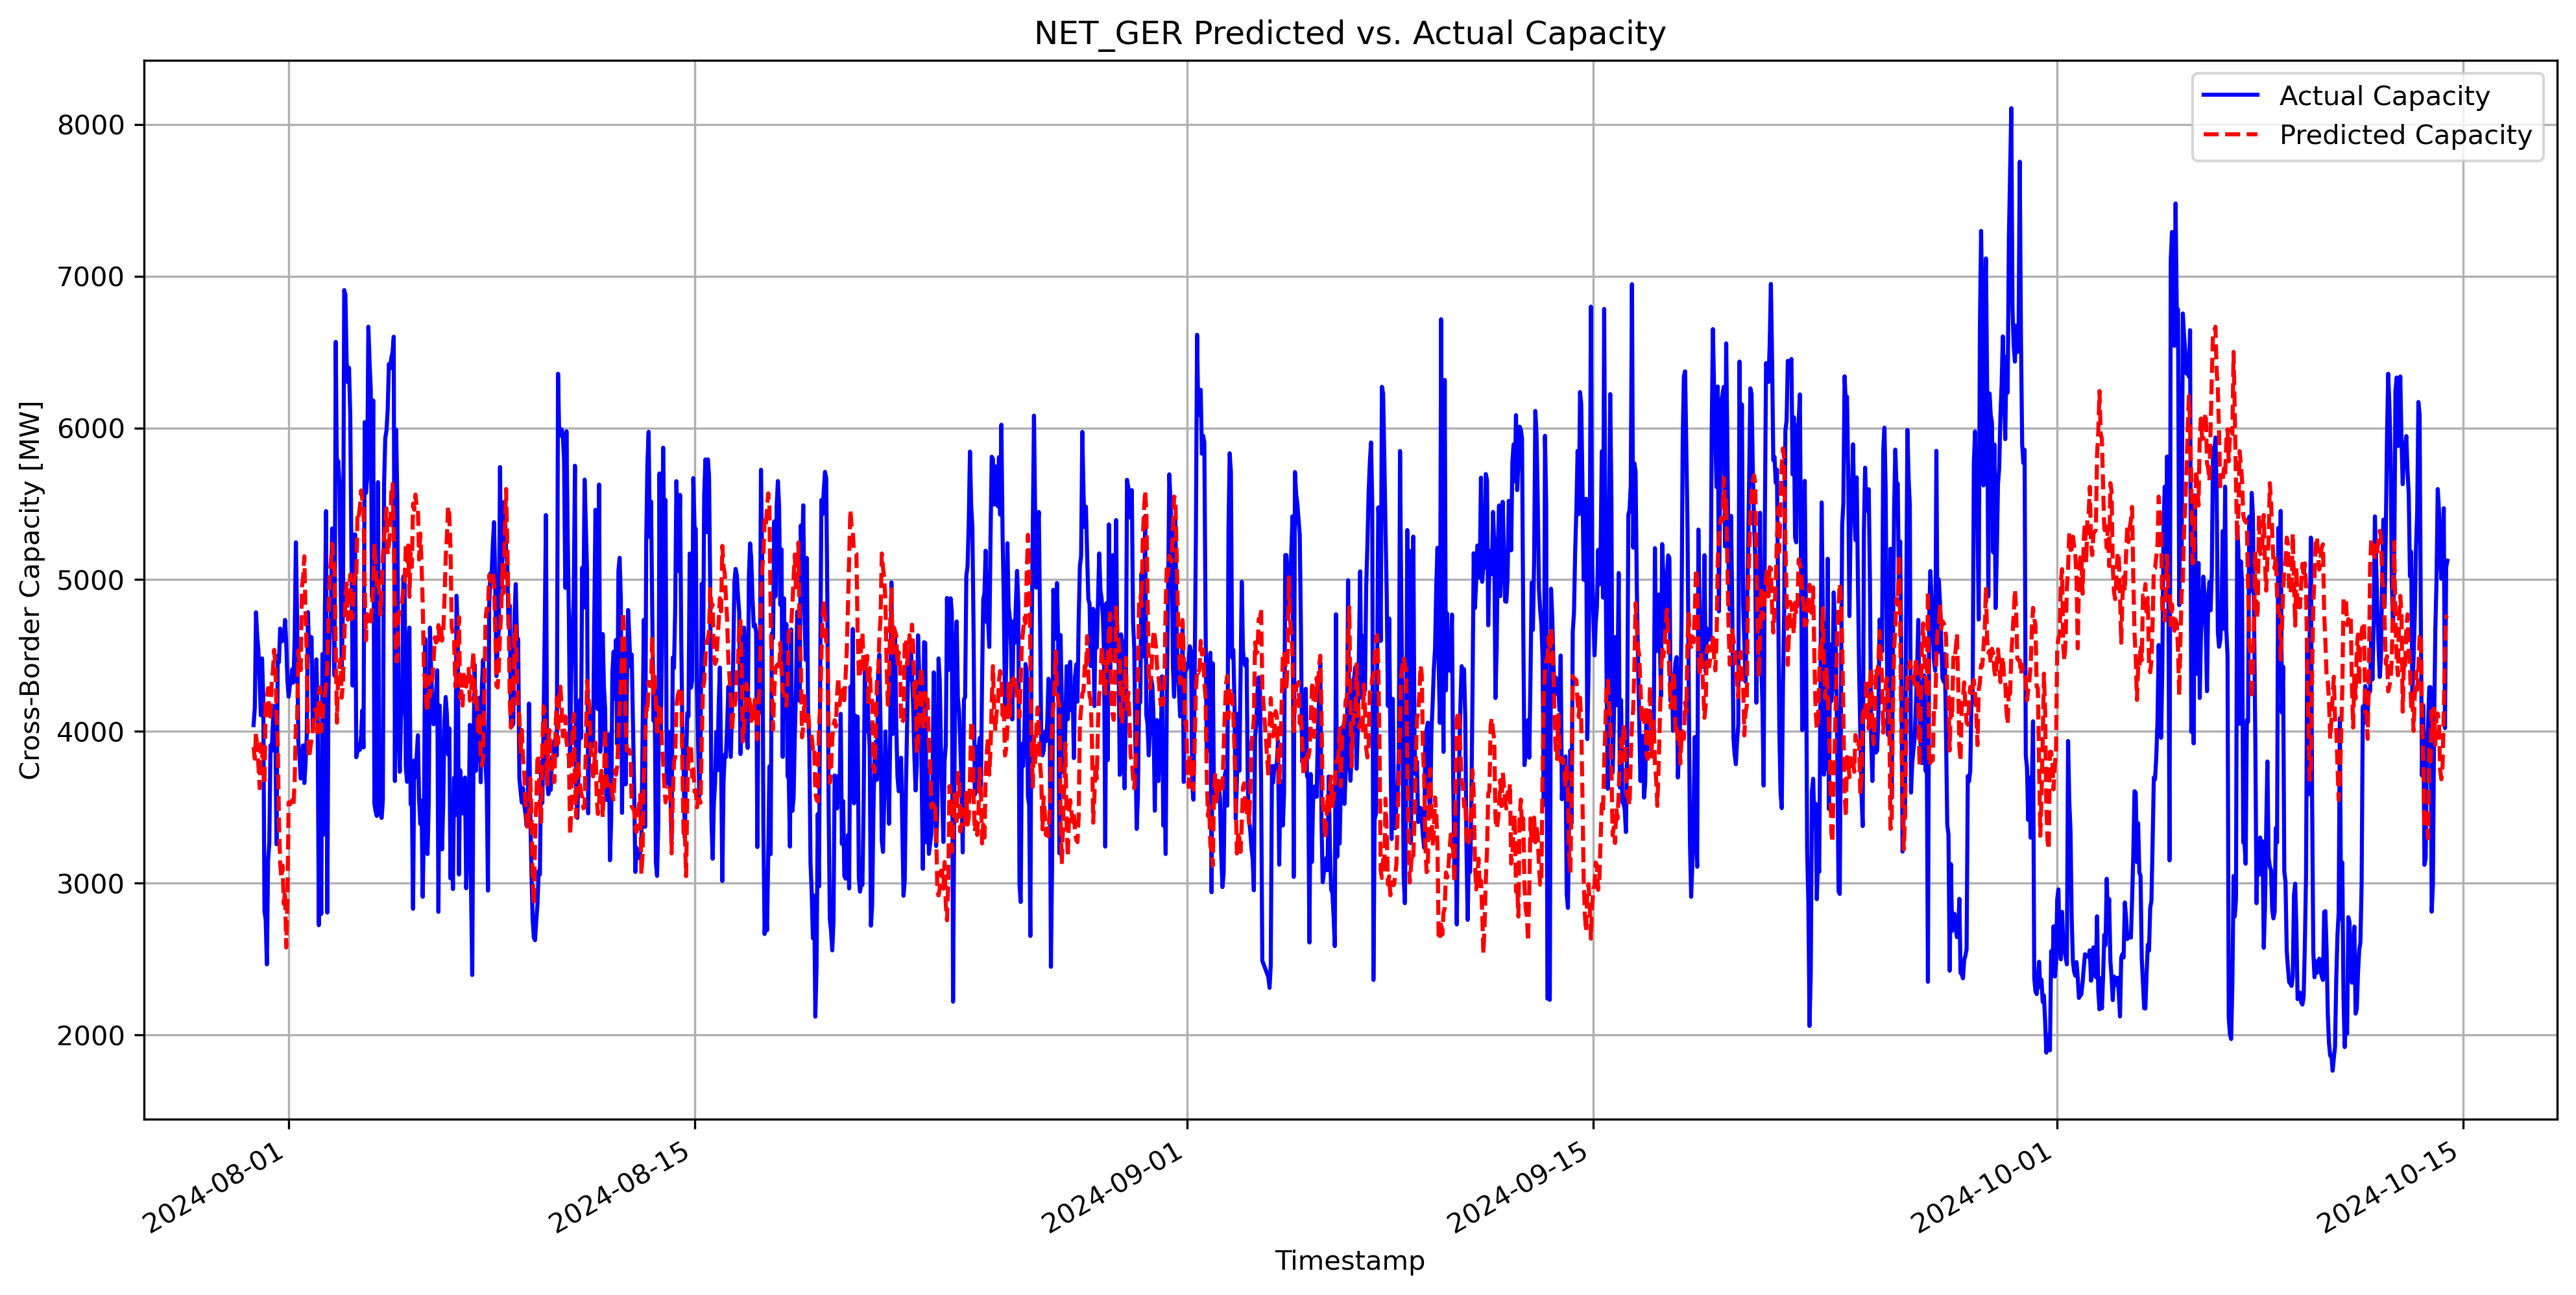 NET_GER Predicted vs. Actual Capacity
Actual Capacity
Predicted Capacity
Cross-Border Capacity [MW]
8000
7000
6000
5000
4000
3000
2000
2024-08-01
2024-08-15
2024-09-01
2024-09-15
2024-10-01
2024-10-15
Timestamp